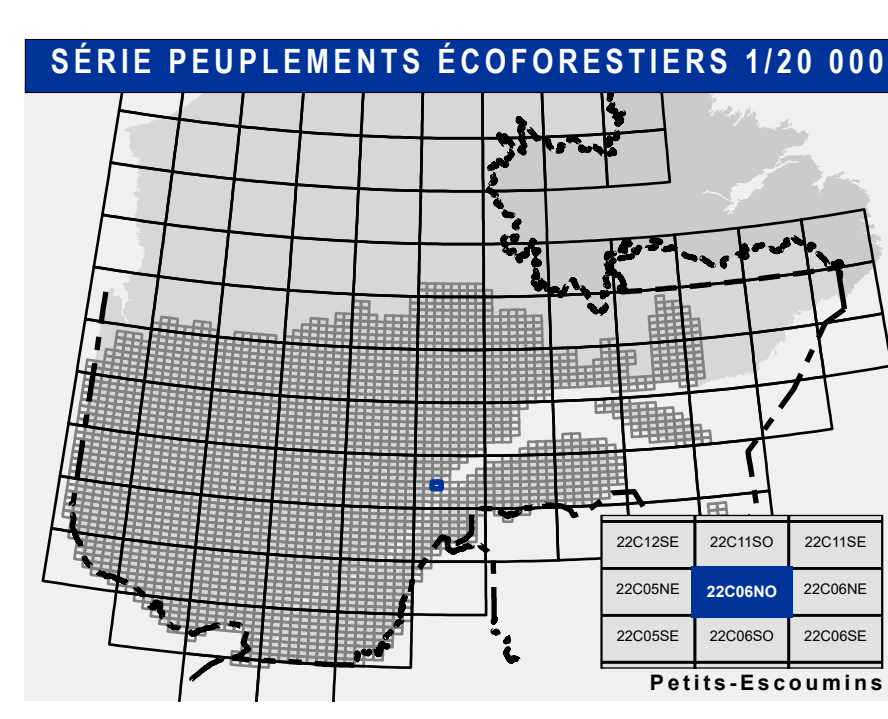 SÉRIE PEUPLEMENTS ÉCOFORESTIERS 1/20 000
22C12SE 22C11SO 22C11SE
22C05NE 22C06NO 22C06NE
22C05SE 22C06SO 22C06SE
Petits-Escoumins